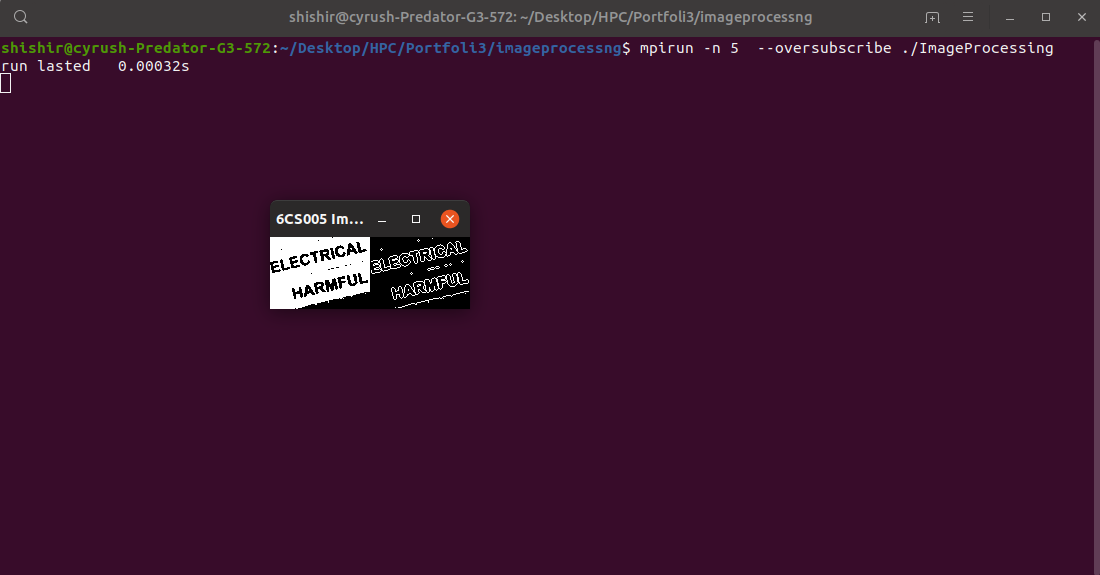 shishir@cyrush-Predator-G3-572: ~/Desktop/HPC/Portfoli3/imageprocessng
shishir@cyrush-Predator-G3-572:~/Desktop/HPC/Portfoli3/imageprocessng$ mpirun -n 5  --oversubscribe ./ImageProcessing
run lasted   0.00032s
6CS005 Im...
ELECTRICAL ELECTRICAL
HARMFUL HARMFUL